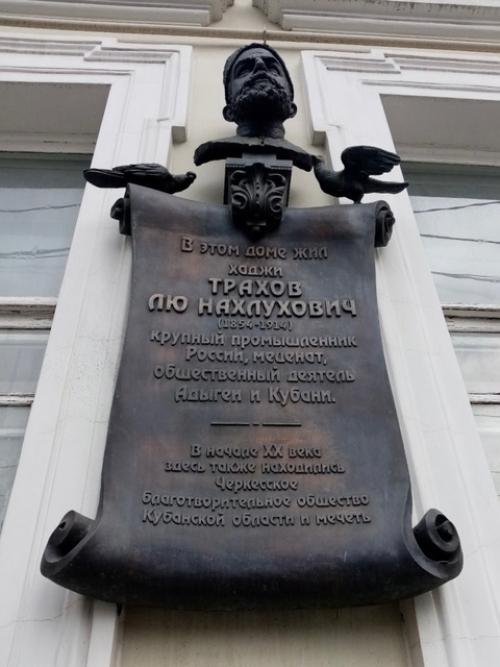 В этом доме жил
хаджи
ТРАХОВ
ЛЮ НАХЛУХОВИЧ
(1854-1914)
крупный промышленник
России, меценат,
общественный деятель
Адыгеи и Кубани.
В начале XX века
здесь также находились
Черкесское
благотворительное общество
Кубанской области и мечеть